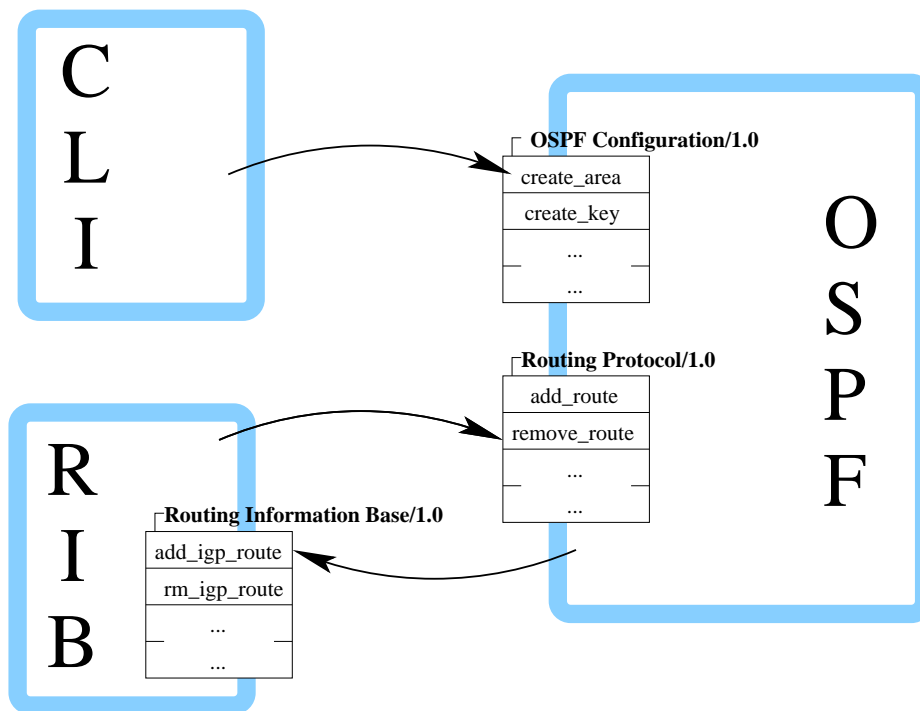 C
L
I
OSPF Configuration/1.0
create_area
create_key
...
...
O
S
P
F
Routing Protocol/1.0
add_route
remove_route
...
...
R
I
B
Routing Information Base/1.0
add_igp_route
rm_igp_route
...
...